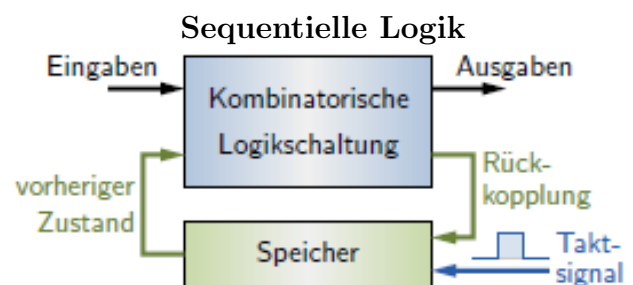 Sequentielle Logik
Eingaben
Ausgaben
Kombinatorische
Logikschaltung
Rück-
kopplung
vorheriger
Zustand
Speicher
Takt-
signal